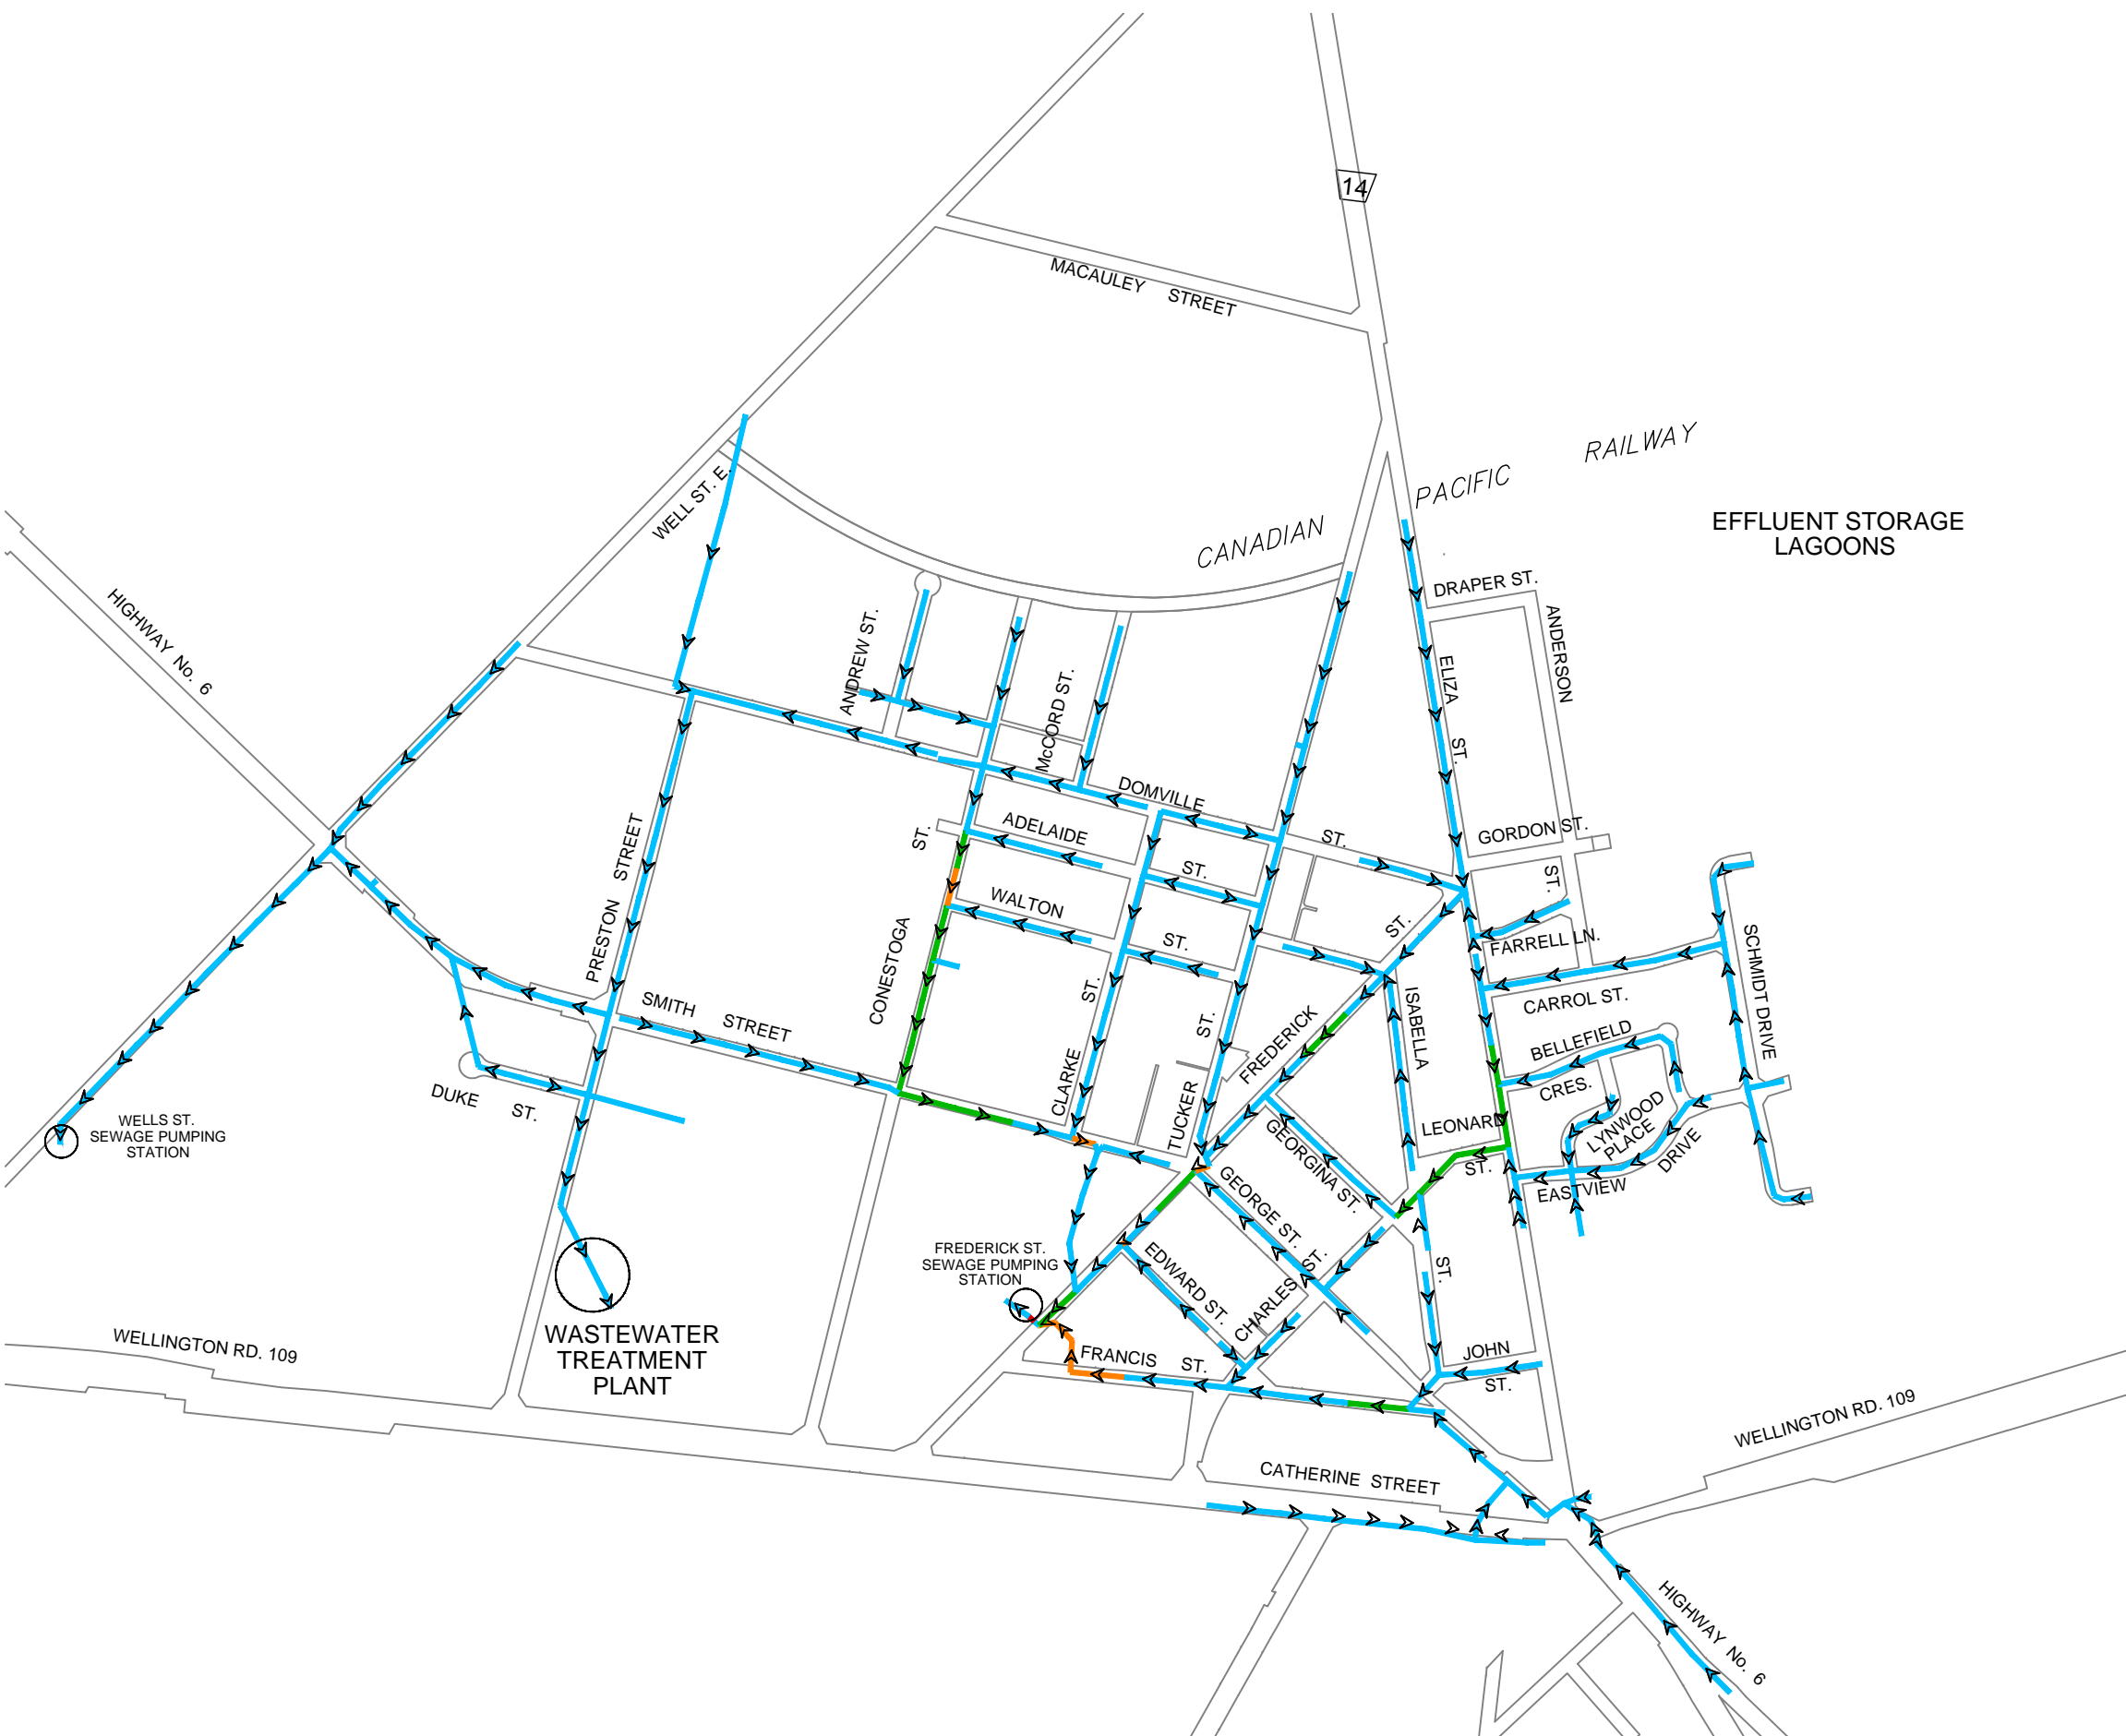 14
MACAULEY STREET
WELL ST. E.
CANADIAN PACIFIC RAILWAY
EFFLUENT STORAGE
LAGOONS
HIGHWAY No. 6
DRAPER ST.
ANDERSON
ST.
ELIZA
ST.
ANDREW ST.
McCORD ST.
DOMVILLE
ST.
ADELAIDE
ST.
GORDON ST.
WALTON
ST.
PRESTON STREET
CONESTOGA
ST.
FARRELL LN.
SCHMIDT DRIVE
CARROL ST.
SMITH STREET
CLARKE
ST.
TUCKER
ST.
FREDERICK
ST.
ISABELLA
ST.
BELLEFIELD
CRES.
DUKE ST.
WELLS ST.
SEWAGE PUMPING
STATION
GEORGINA ST.
LEONARD
ST.
LYNWOOD
PLACE
EASTVIEW
DRIVE
GEORGE ST.
EDWARD ST.
CHARLES ST.
FREDERICK ST.
SEWAGE PUMPING
STATION
WASTEWATER
TREATMENT
PLANT
WELLINGTON RD. 109
FRANCIS ST.
JOHN
ST.
WELLINGTON RD. 109
CATHERINE STREET
HIGHWAY No. 6